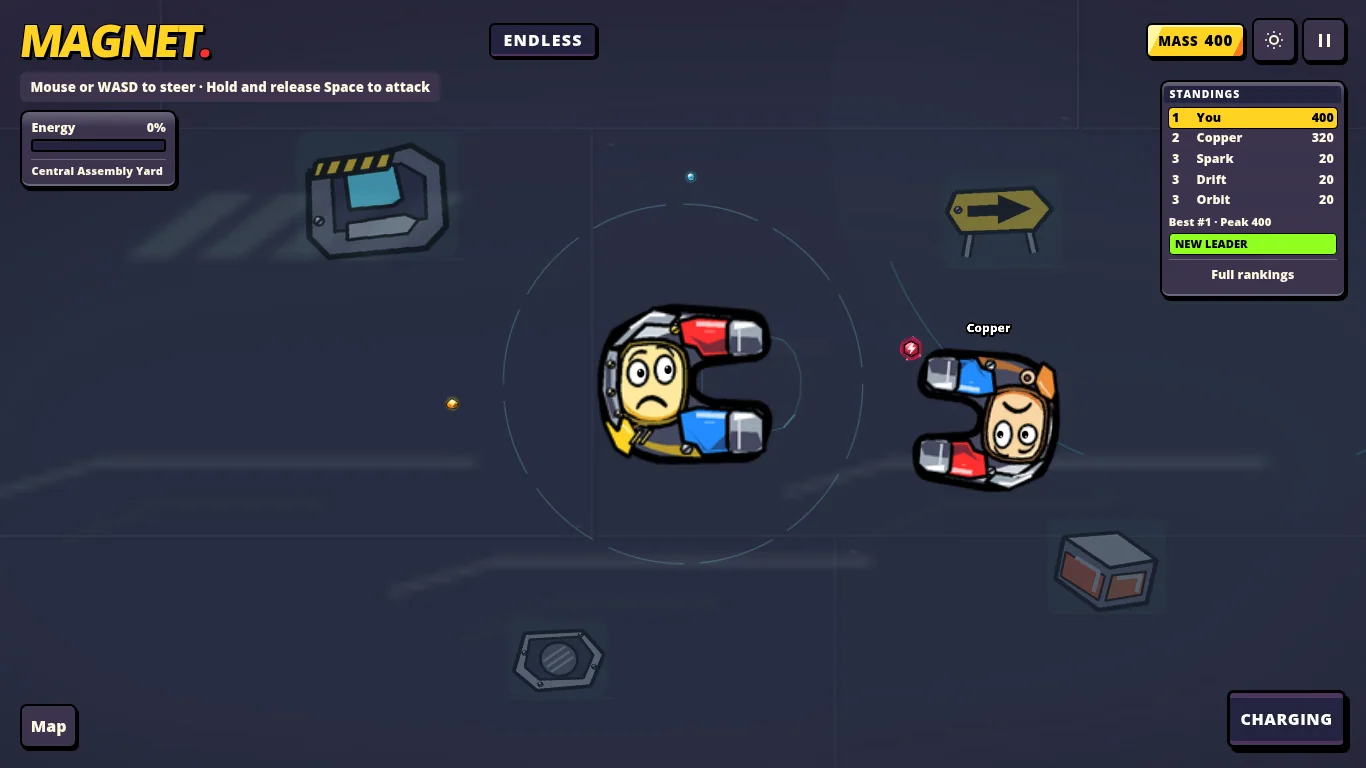 MAGNET.
ENDLESS
MASS 400
Mouse or WASD to steer · Hold and release Space to attack
Energy 0%
Central Assembly Yard
STANDINGS
1 You 400
2 Copper 320
3 Spark 20
3 Drift 20
3 Orbit 20
Best #1 · Peak 400
NEW LEADER
Full rankings
Copper
Map
CHARGING